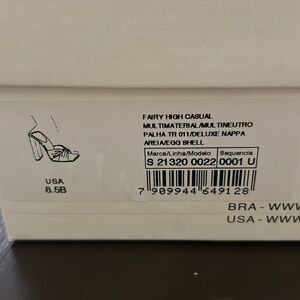 FAIRY HIGH CASUAL
MULTIMATERIAL/MULTINEUTRO
PALHA TR 011/DELUXE NAPPA
AREIA/EGG SHELL
Marca/Linha/Modelo Sequencia
S 21320 0022 0001 U
USA
8.5B
7 909944 649128
BRA - WWW
USA - WWW